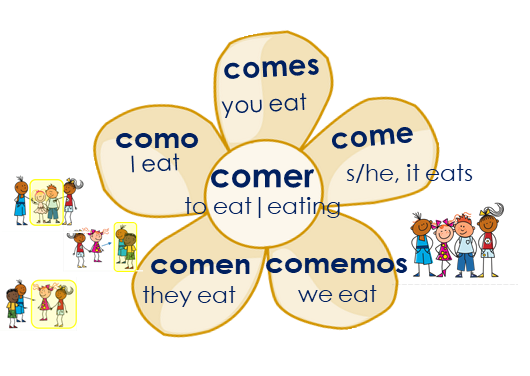 comes
you eat
como
I eat
come
s/he, it eats
comer
to eat|eating
comen
they eat
comemos
we eat